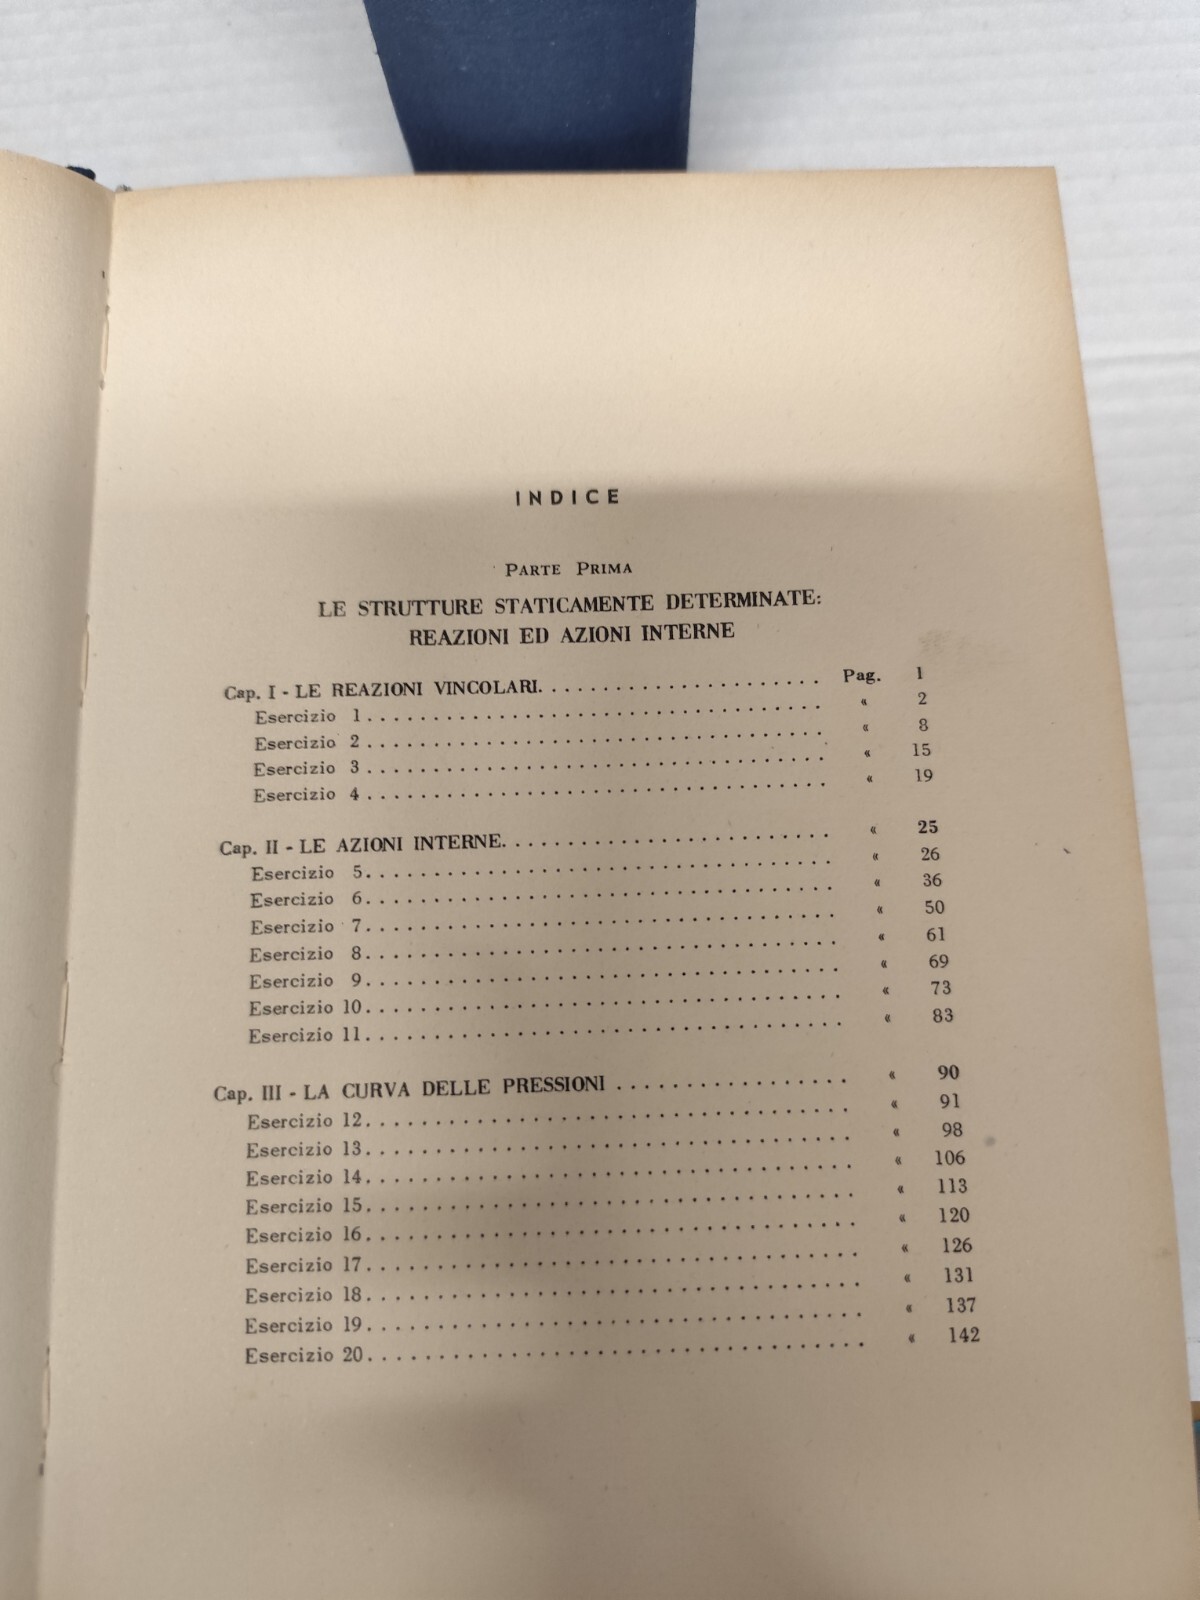 INDICE
PARTE PRIMA
LE STRUTTURE STATICAMENTE DETERMINATE:
REAZIONI ED AZIONI INTERNE
Cap. I - LE REAZIONI VINCOLARI. . . . . . . . . . . . . . . . . . . . . Pag. 1
Esercizio 1 . . . . . . . . . . . . . . . . . . . . . . . . . . . . . . . . . « 2
Esercizio 2 . . . . . . . . . . . . . . . . . . . . . . . . . . . . . . . . . « 8
Esercizio 3 . . . . . . . . . . . . . . . . . . . . . . . . . . . . . . . . . « 15
Esercizio 4 . . . . . . . . . . . . . . . . . . . . . . . . . . . . . . . . . « 19
Cap. II - LE AZIONI INTERNE. . . . . . . . . . . . . . . . . . . . . . . . « 25
Esercizio 5. . . . . . . . . . . . . . . . . . . . . . . . . . . . . . . . . . « 26
Esercizio 6. . . . . . . . . . . . . . . . . . . . . . . . . . . . . . . . . . « 36
Esercizio 7. . . . . . . . . . . . . . . . . . . . . . . . . . . . . . . . . . « 50
Esercizio 8. . . . . . . . . . . . . . . . . . . . . . . . . . . . . . . . . . « 61
Esercizio 9. . . . . . . . . . . . . . . . . . . . . . . . . . . . . . . . . . « 69
Esercizio 10. . . . . . . . . . . . . . . . . . . . . . . . . . . . . . . . . . « 73
Esercizio 11. . . . . . . . . . . . . . . . . . . . . . . . . . . . . . . . . . « 83
Cap. III - LA CURVA DELLE PRESSIONI . . . . . . . . . . . . . . . . . « 90
Esercizio 12. . . . . . . . . . . . . . . . . . . . . . . . . . . . . . . . . . « 91
Esercizio 13. . . . . . . . . . . . . . . . . . . . . . . . . . . . . . . . . . « 98
Esercizio 14. . . . . . . . . . . . . . . . . . . . . . . . . . . . . . . . . . « 106
Esercizio 15. . . . . . . . . . . . . . . . . . . . . . . . . . . . . . . . . . « 113
Esercizio 16. . . . . . . . . . . . . . . . . . . . . . . . . . . . . . . . . . « 120
Esercizio 17. . . . . . . . . . . . . . . . . . . . . . . . . . . . . . . . . . « 126
Esercizio 18. . . . . . . . . . . . . . . . . . . . . . . . . . . . . . . . . . « 131
Esercizio 19. . . . . . . . . . . . . . . . . . . . . . . . . . . . . . . . . . « 137
Esercizio 20. . . . . . . . . . . . . . . . . . . . . . . . . . . . . . . . . . « 142